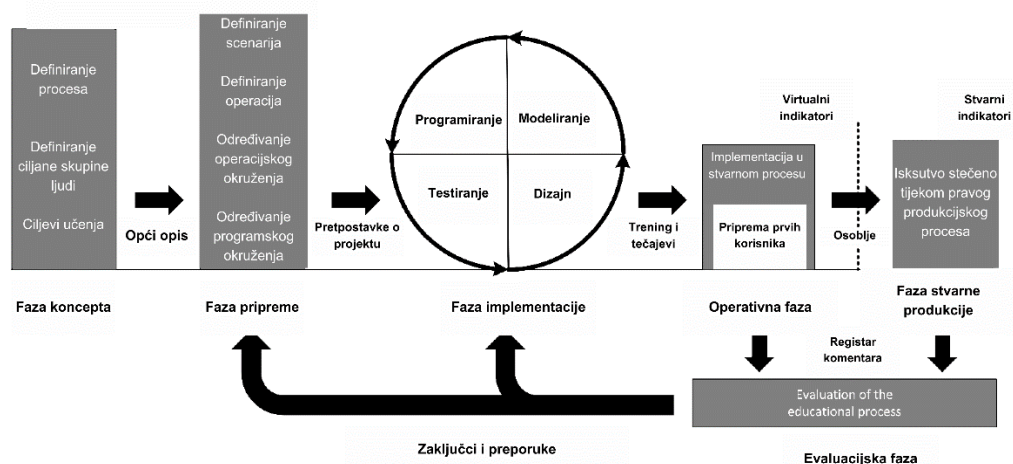 Definiranje
procesa
Definiranje
ciljane skupine
ljudi
Ciljevi učenja
Opći opis
Definiranje
scenarija
Definiranje
operacija
Određivanje
operacijskog
okruženja
Određivanje
programskog
okruženja
Pretpostavke o
projektu
Programiranje
Modeliranje
Testiranje
Dizajn
Trening i
tečajevi
Implementacija u
stvarnom procesu
Priprema prvih
korisnika
Virtualni
indikatori
Osoblje
Stvarni
indikatori
Isksutvo stečeno
tijekom pravog
produkcijskog
procesa
Faza koncepta
Faza pripreme
Faza implementacije
Operativna faza
Faza stvarne
produkcije
Registar
komentara
Evaluation of the
educational process
Zaključci i preporuke
Evaluacijska faza